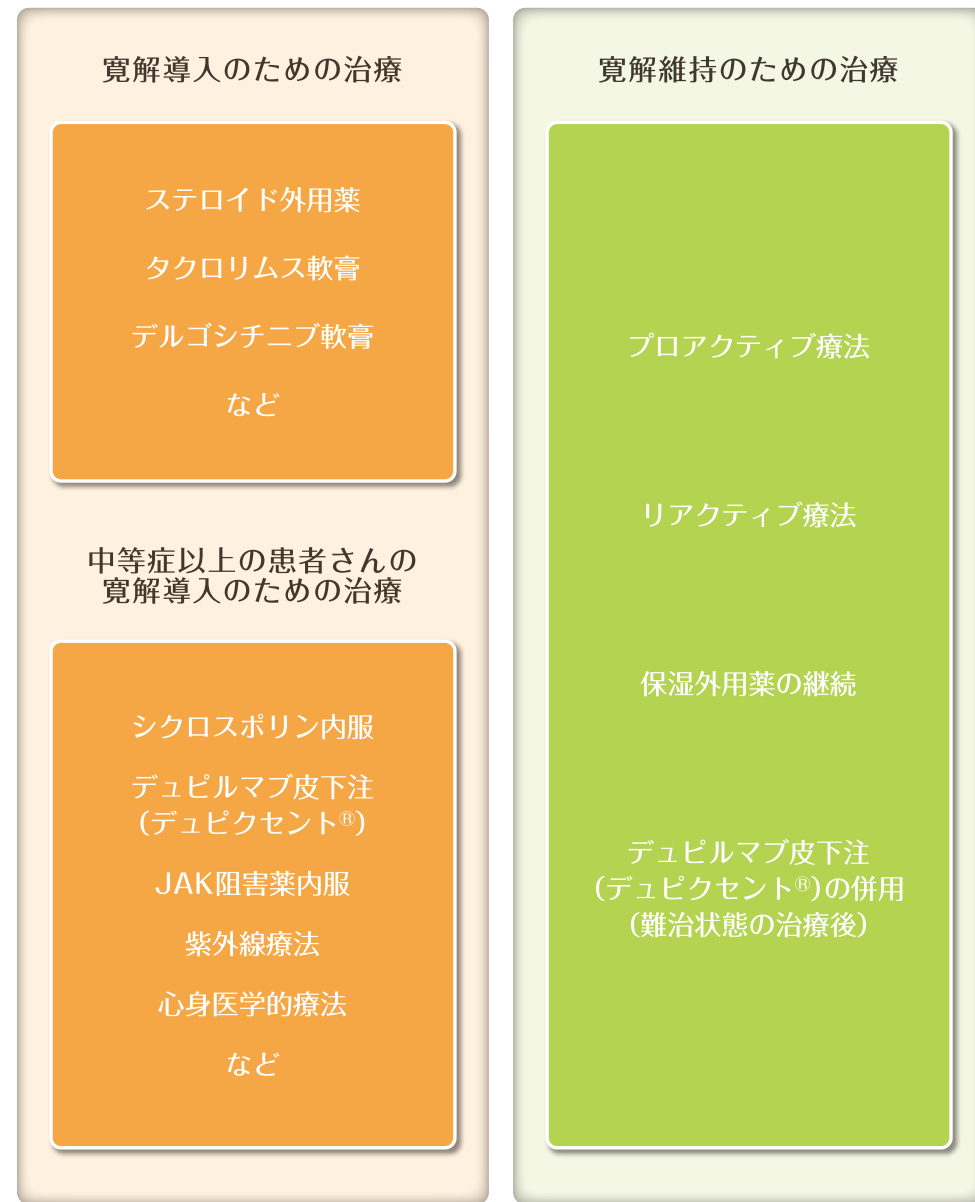 寛解導入のための治療
ステロイド外用薬
タクロリムス軟膏
デルゴシチニブ軟膏
など
中等症以上の患者さんの
寛解導入のための治療
シクロスポリン内服
デュピルマブ皮下注
(デュピクセント®)
JAK阻害薬内服
紫外線療法
心身医学的療法
など
寛解維持のための治療
プロアクティブ療法
リアクティブ療法
保湿外用薬の継続
デュピルマブ皮下注
(デュピクセント®)の併用
(難治状態の治療後)